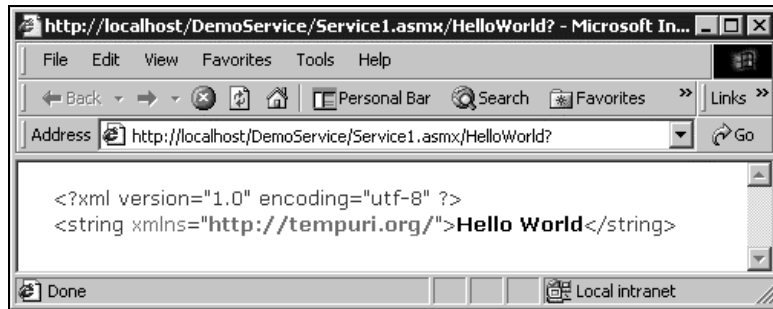 http://localhost/DemoService/Service1.asmx/HelloWorld? - Microsoft In...
File Edit View Favorites Tools Help
Back Personal Bar Search Favorites » Links »
Address http://localhost/DemoService/Service1.asmx/HelloWorld? Go
<?xml version="1.0" encoding="utf-8" ?>
<string xmlns="http://tempuri.org/">Hello World</string>
Done Local intranet